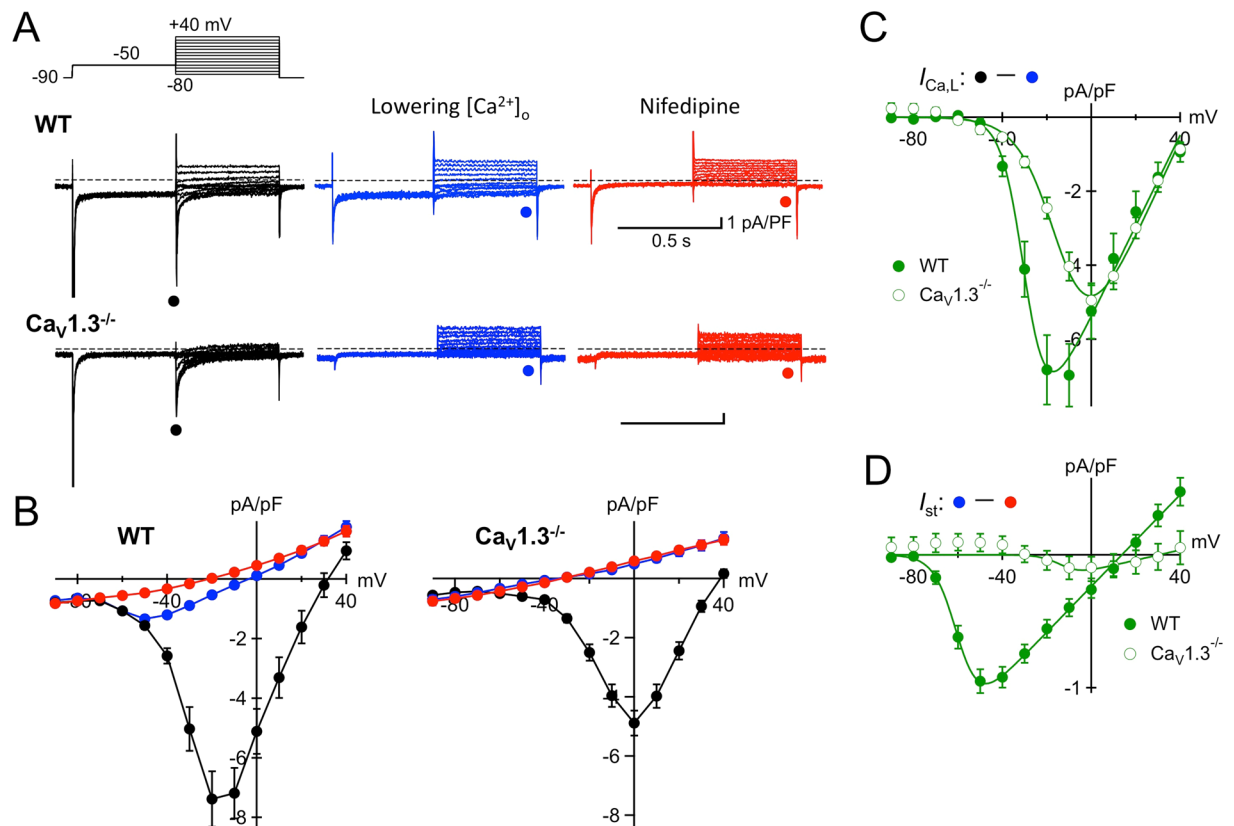 A
+40 mV
-50
-90
-80
Lowering [Ca2+]o
Nifedipine
WT
1 pA/PF
0.5 s
CaV1.3-/-
B
WT
pA/pF
mV
-80
-40
40
-2
-4
-6
-8
CaV1.3-/-
pA/pF
mV
-80
-40
40
-2
-4
-6
-8
C
ICa,L: —
pA/pF
mV
-80
-40
40
-2
-4
-6
WT
CaV1.3-/-
D
Ist: —
pA/pF
mV
-80
-40
40
-1
WT
CaV1.3-/-